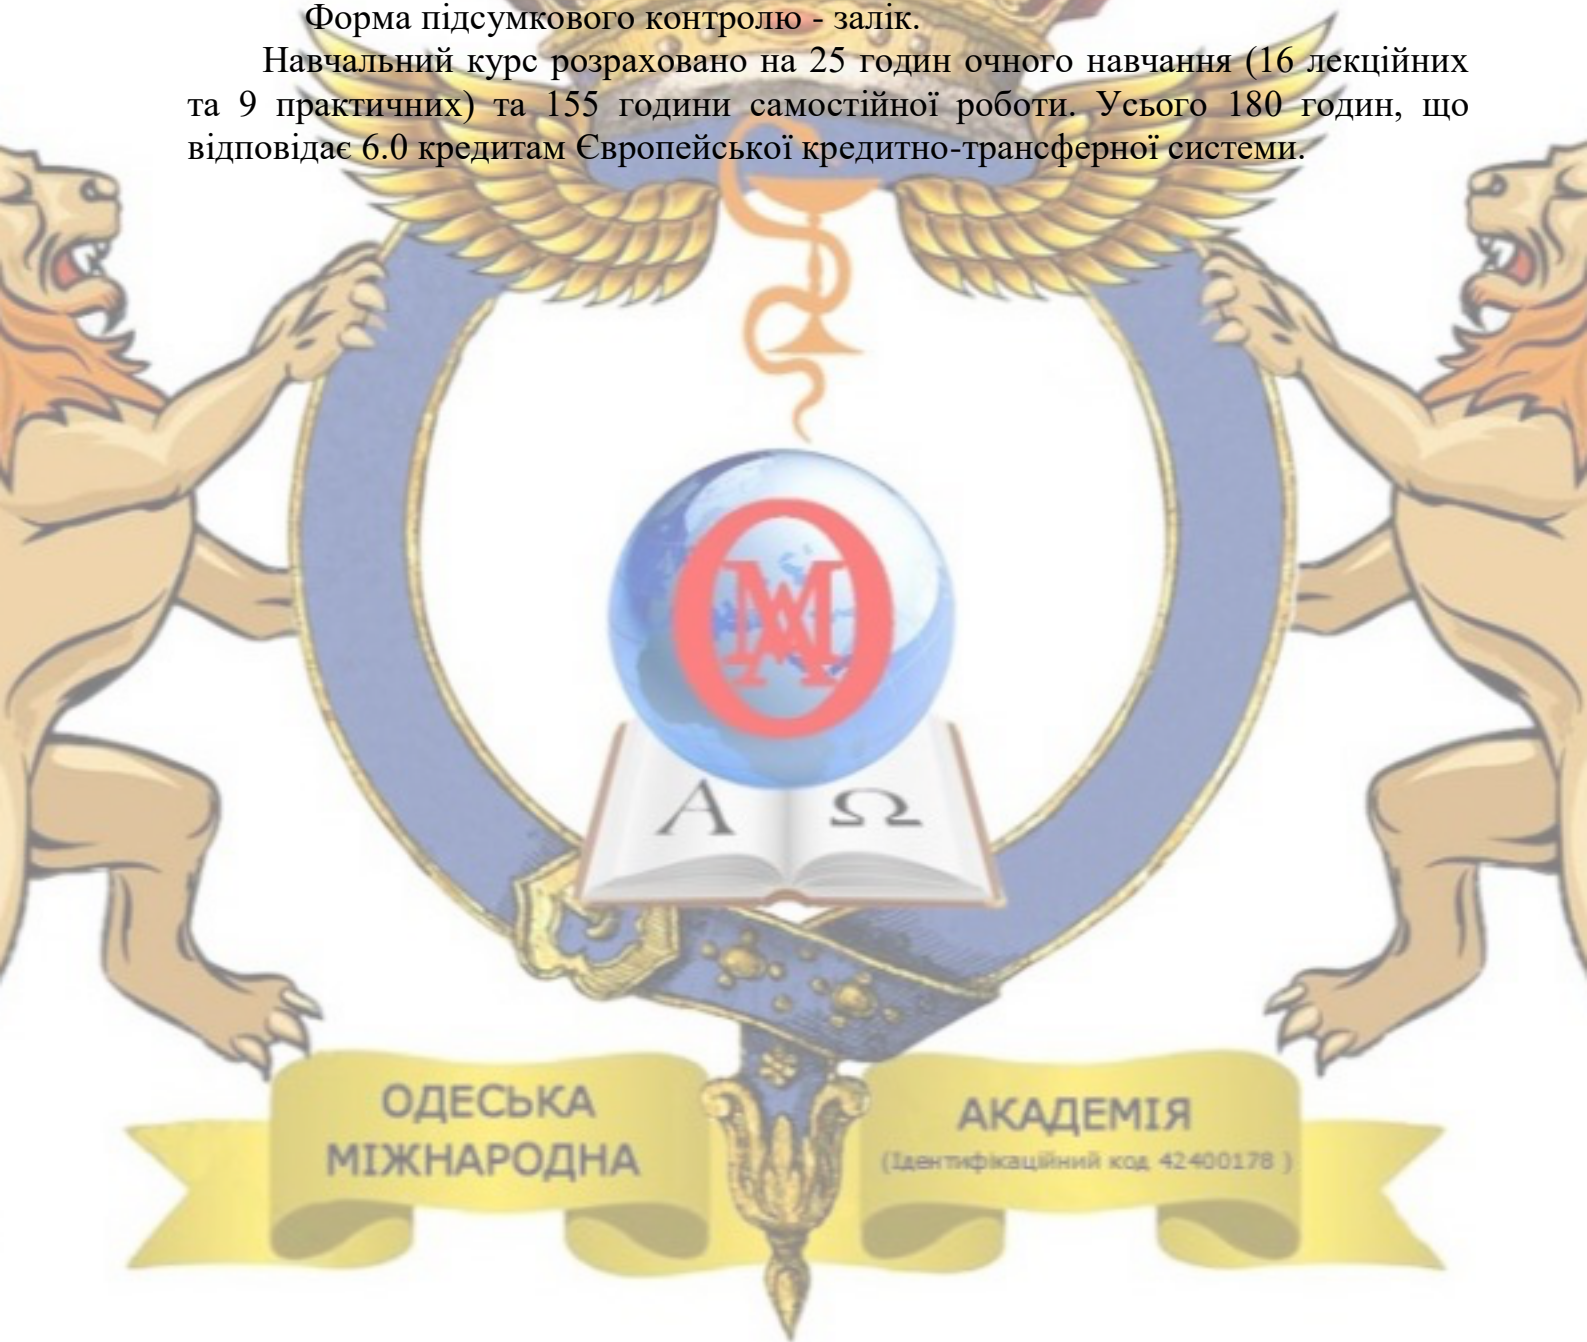 Форма підсумкового контролю - залік.
Навчальний курс розраховано на 25 годин очного навчання (16 лекційних
та 9 практичних) та 155 години самостійної роботи. Усього 180 годин, що
відповідає 6.0 кредитам Європейської кредитно-трансферної системи.
ОМА
Α Ω
ОДЕСЬКА
МІЖНАРОДНА
АКАДЕМІЯ
(Ідентифікаційний код 42400178 )